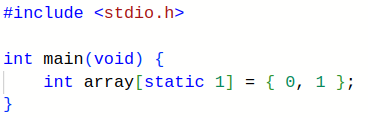 #include <stdio.h>
int main(void) {
    int array[static 1] = { 0, 1 };
}